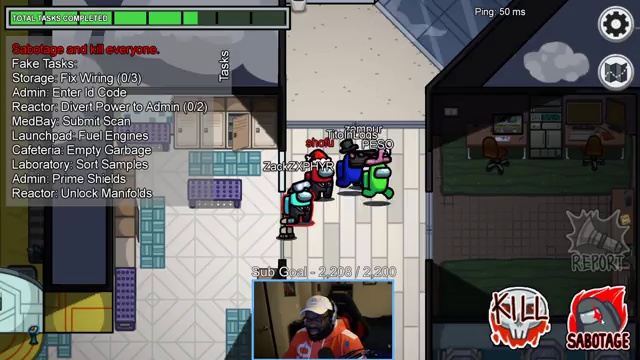 TOTAL TASKS COMPLETED
Ping: 50 ms
Sabotage and kill everyone.
Fake Tasks:
Storage: Fix Wiring (0/3)
Admin: Enter Id Code
Reactor: Divert Power to Admin (0/2)
MedBay: Submit Scan
Launchpad: Fuel Engines
Cafeteria: Empty Garbage
Laboratory: Sort Samples
Admin: Prime Shields
Reactor: Unlock Manifolds
Tasks
shofu
PESO
REPORT
Sub Goal - 2,208 / 2,200
KILL
SABOTAGE